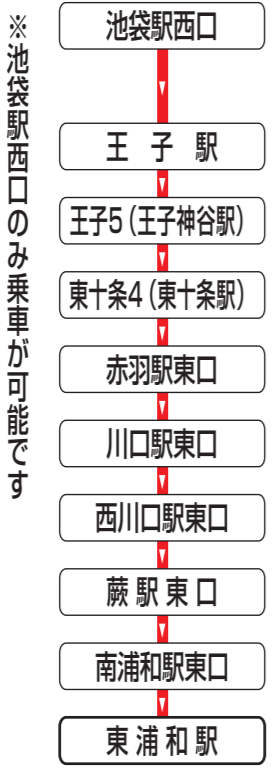 ※池袋駅西口のみ乗車が可能です
池袋駅西口
王子駅
王子5(王子神谷駅)
東十条4(東十条駅)
赤羽駅東口
川口駅東口
西川口駅東口
蕨駅東口
南浦和駅東口
東浦和駅